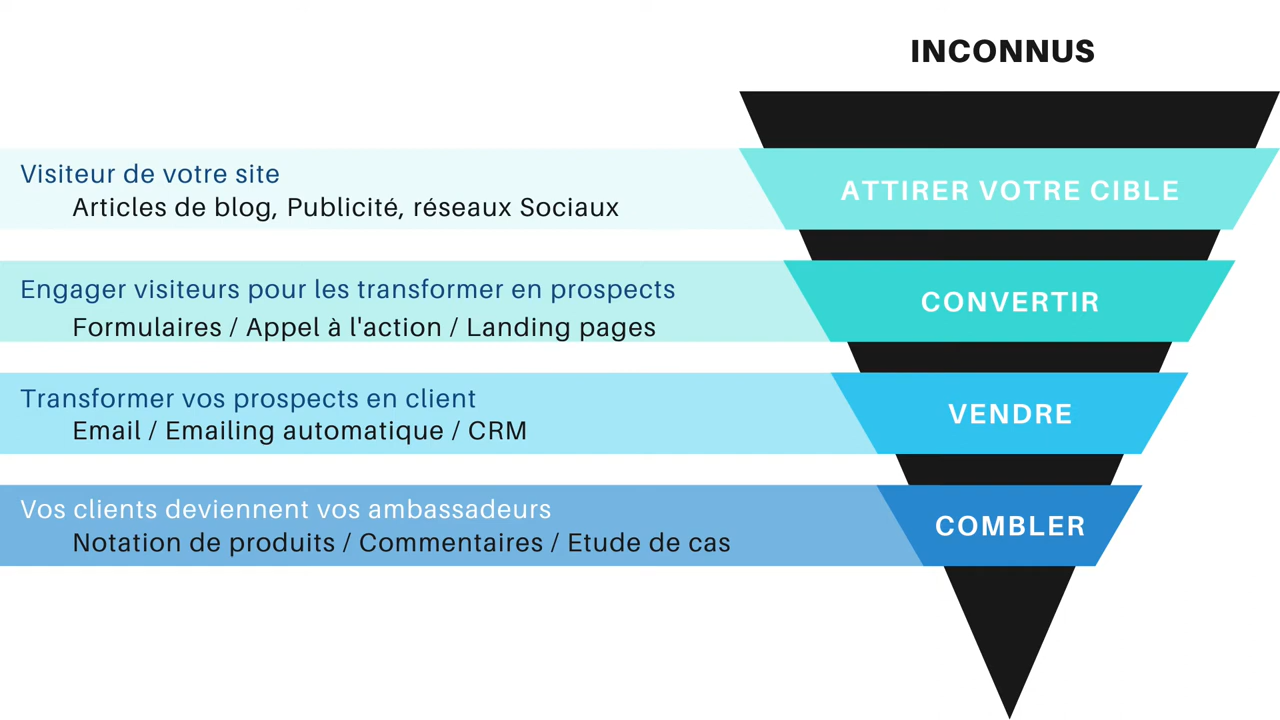 INCONNUS
Visiteur de votre site
Articles de blog, Publicité, réseaux Sociaux
ATTIRER VOTRE CIBLE
Engager visiteurs pour les transformer en prospects
Formulaires / Appel à l'action / Landing pages
CONVERTIR
Transformer vos prospects en client
Email / Emailing automatique / CRM
VENDRE
Vos clients deviennent vos ambassadeurs
Notation de produits / Commentaires / Etude de cas
COMBLER